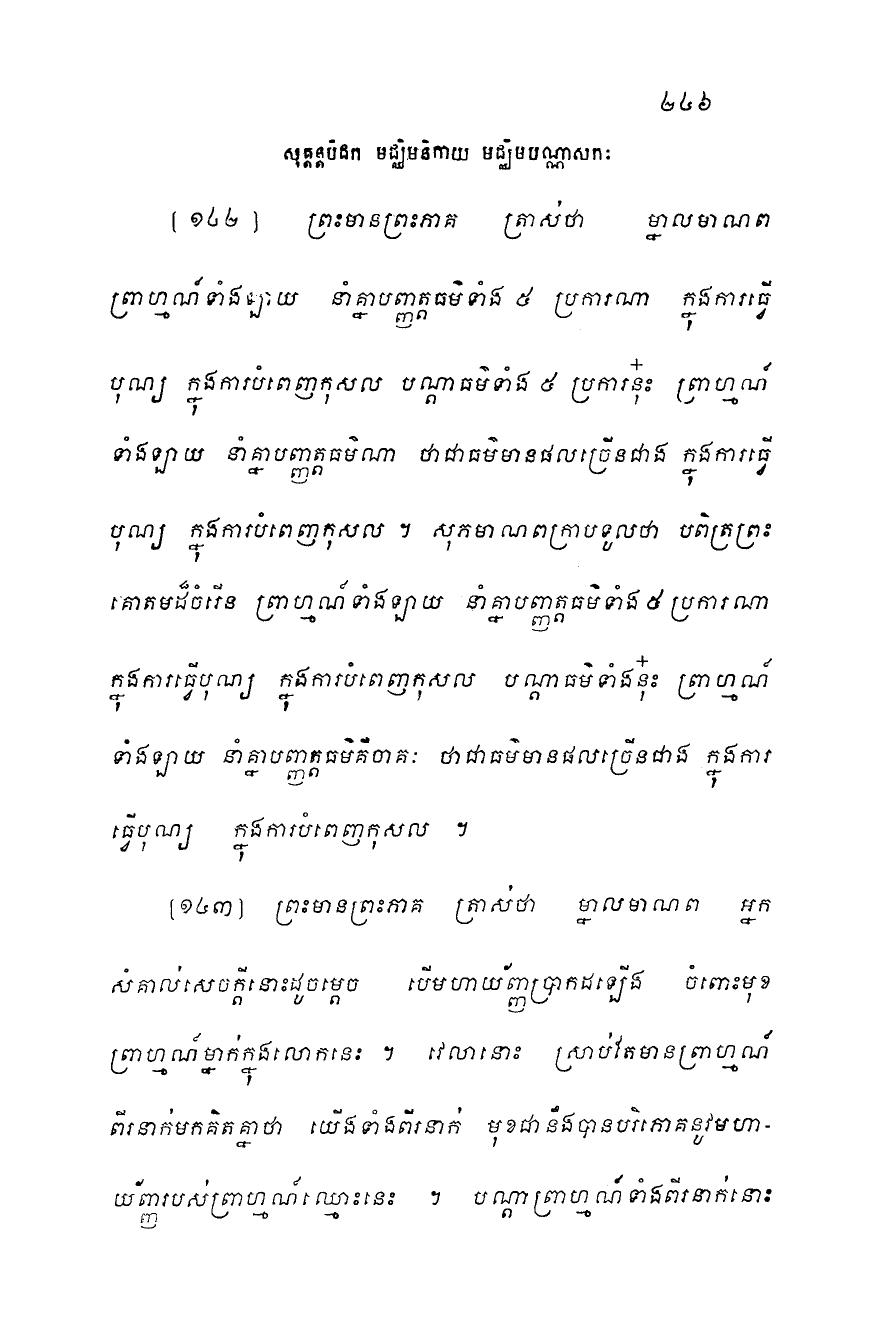 ២៤៦
សុត្តន្តបិដក មជ្ឈិមនិកាយ មជ្ឈិមបណ្ណាសកៈ
[ ១៤២ ] ព្រះមានព្រះភាគ ត្រាស់ថា ម្នាលមាណព
ព្រាហ្មណ៍ទាំងឡាយ នាំគ្នាបញ្ញត្តធម៌ទាំង ៥ ប្រការណា ក្នុងការធ្វើ
បុណ្យ ក្នុងការបំពេញកុសល បណ្តាធម៌ទាំង ៥ ប្រការនុ៎ះ ព្រាហ្មណ៍
ទាំងឡាយ នាំគ្នាបញ្ញត្តធម៌ណា ថាជាធម៌មានផលច្រើនជាង ក្នុងការធ្វើ
បុណ្យ ក្នុងការបំពេញកុសល ។ សុភមាណពក្រាបទូលថា បពិត្រព្រះ
គោតមដ៏ចំរើន ព្រាហ្មណ៍ទាំងឡាយ នាំគ្នាបញ្ញត្តធម៌ទាំង ៥ ប្រការណា
ក្នុងការធ្វើបុណ្យ ក្នុងការបំពេញកុសល បណ្តាធម៌ទាំងនុ៎ះ ព្រាហ្មណ៍
ទាំងឡាយ នាំគ្នាបញ្ញត្តធម៌គឺចាគៈ ថាជាធម៌មានផលច្រើនជាង ក្នុងការ
ធ្វើបុណ្យ ក្នុងការបំពេញកុសល ។
[១៤៣] ព្រះមានព្រះភាគ ត្រាស់ថា ម្នាលមាណព អ្នក
សំគាល់សេចក្តីនោះដូចម្តេច បើមហាយ័ញ្ញប្រាកដឡើង ចំពោះមុខ
ព្រាហ្មណ៍ម្នាក់ក្នុងលោកនេះ ។ វេលានោះ ស្រាប់តែមានព្រាហ្មណ៍
ពីរនាក់មកគិតគ្នាថា យើងទាំងពីរនាក់ មុខជានឹងបានបរិភោគនូវមហា-
យ័ញ្ញរបស់ព្រាហ្មណ៍ឈ្មោះនេះ ។ បណ្តាព្រាហ្មណ៍ទាំងពីរនាក់នោះ